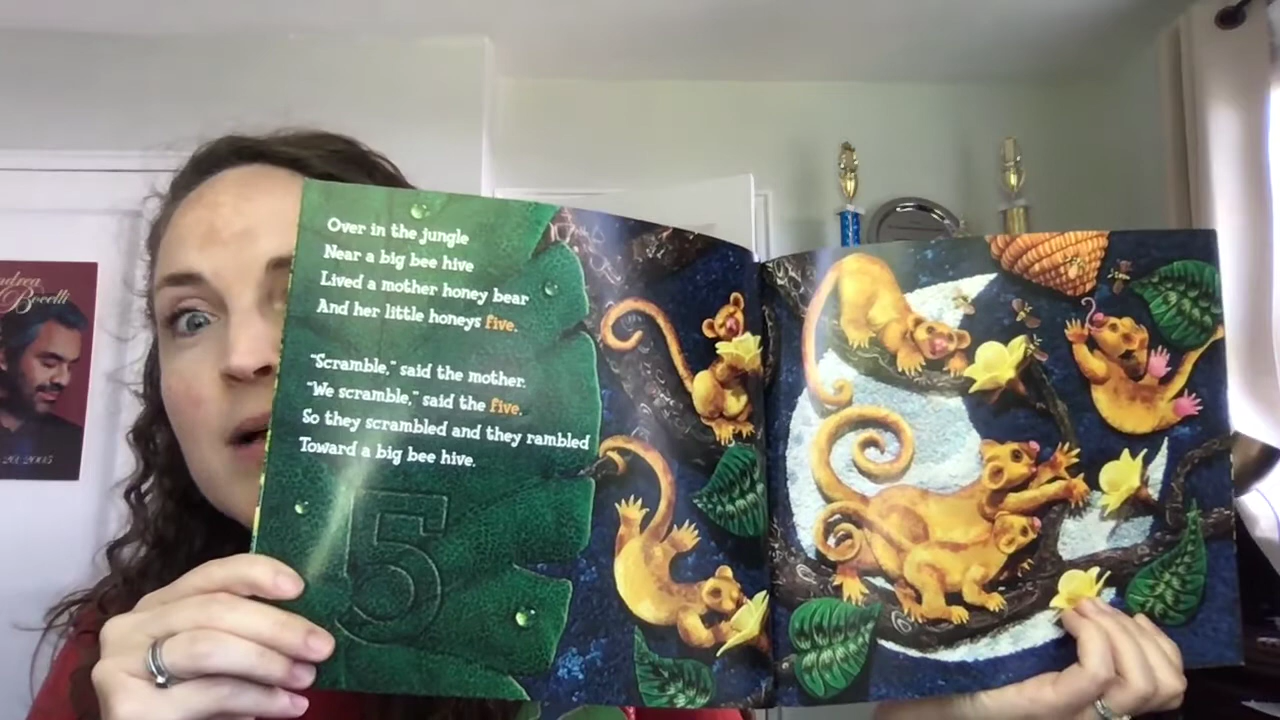 Over in the jungle
Near a big bee hive
Lived a mother honey bear
And her little honeys five.
"Scramble," said the mother.
"We scramble," said the five.
So they scrambled and they rambled
Toward a big bee hive.
5
ndrea
Bocelli
2005